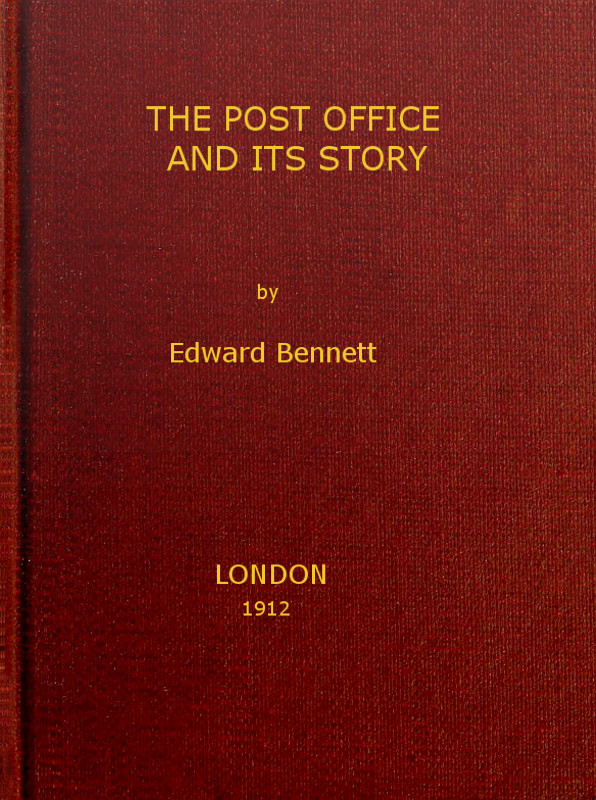 THE POST OFFICE
AND ITS STORY
by
Edward Bennett
LONDON
1912